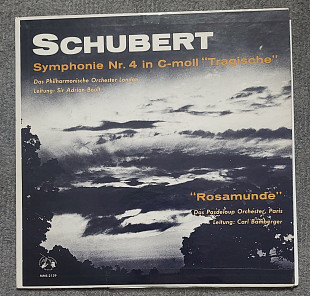 SCHUBERT
Symphonie Nr. 4 in C-moll "Tragische"
Das Philharmonische Orchester London
Leitung: Sir Adrian Boult
"Rosamunde"
Das Pasdeloup Orchester, Paris
Leitung: Carl Bamberger